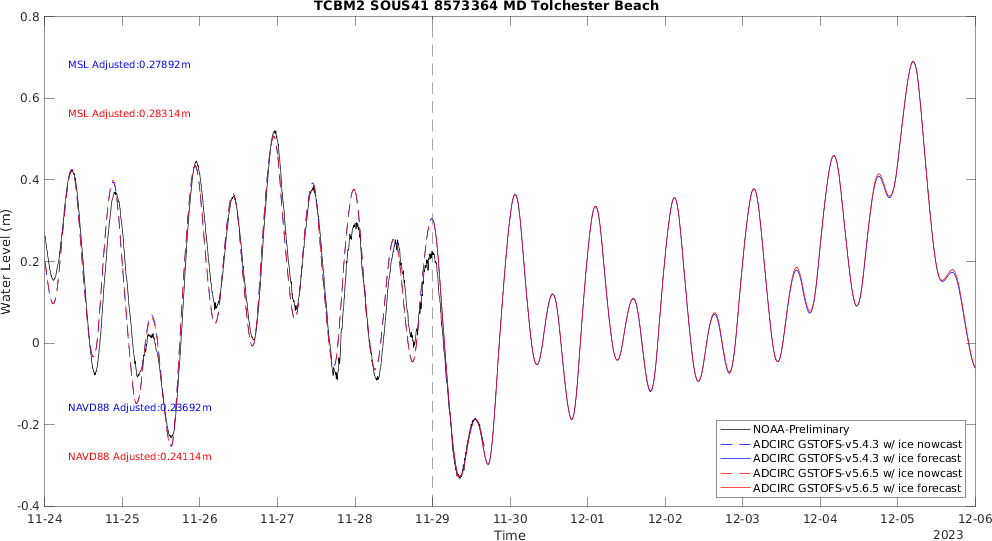 TCBM2 SOUS41 8573364 MD Tolchester Beach
0.8
0.6
0.4
0.2
0
-0.2
-0.4
Water Level (m)
MSL Adjusted:0.27892m
MSL Adjusted:0.28314m
NAVD88 Adjusted:0.23692m
NAVD88 Adjusted:0.24114m
NOAA-Preliminary
ADCIRC GSTOFS-v5.4.3 w/ ice nowcast
ADCIRC GSTOFS-v5.4.3 w/ ice forecast
ADCIRC GSTOFS-v5.6.5 w/ ice nowcast
ADCIRC GSTOFS-v5.6.5 w/ ice forecast
11-24 11-25 11-26 11-27 11-28 11-29 11-30 12-01 12-02 12-03 12-04 12-05 12-06
Time
2023